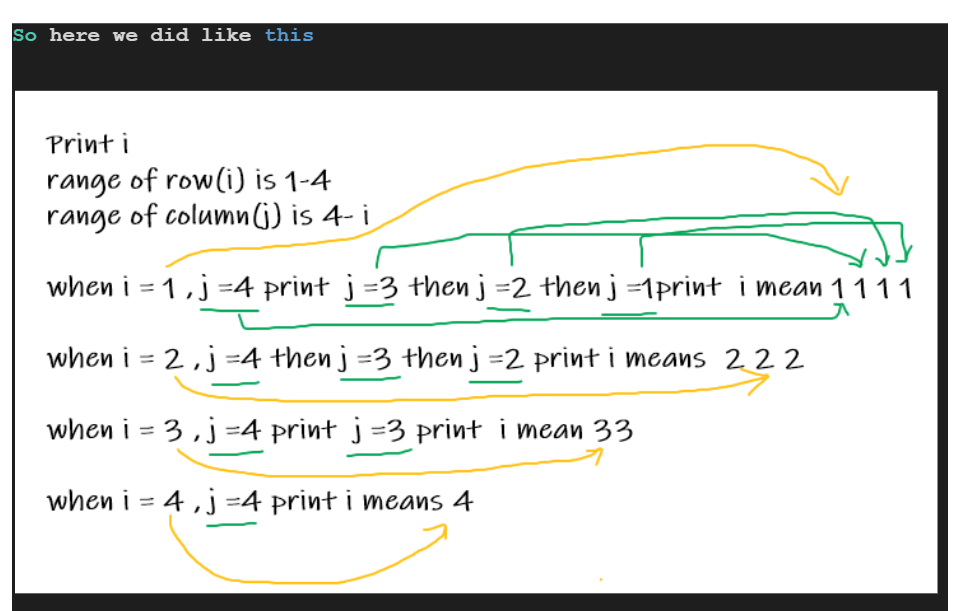 So here we did like this
Print i
range of row(i) is 1-4
range of column(j) is 4- i
when i = 1 , j =4 print j =3 then j =2 then j =1print i mean 1 1 1 1
when i = 2 , j =4 then j =3 then j =2 print i means 2 2 2
when i = 3 , j =4 print j =3 print i mean 33
when i = 4 , j =4 print i means 4